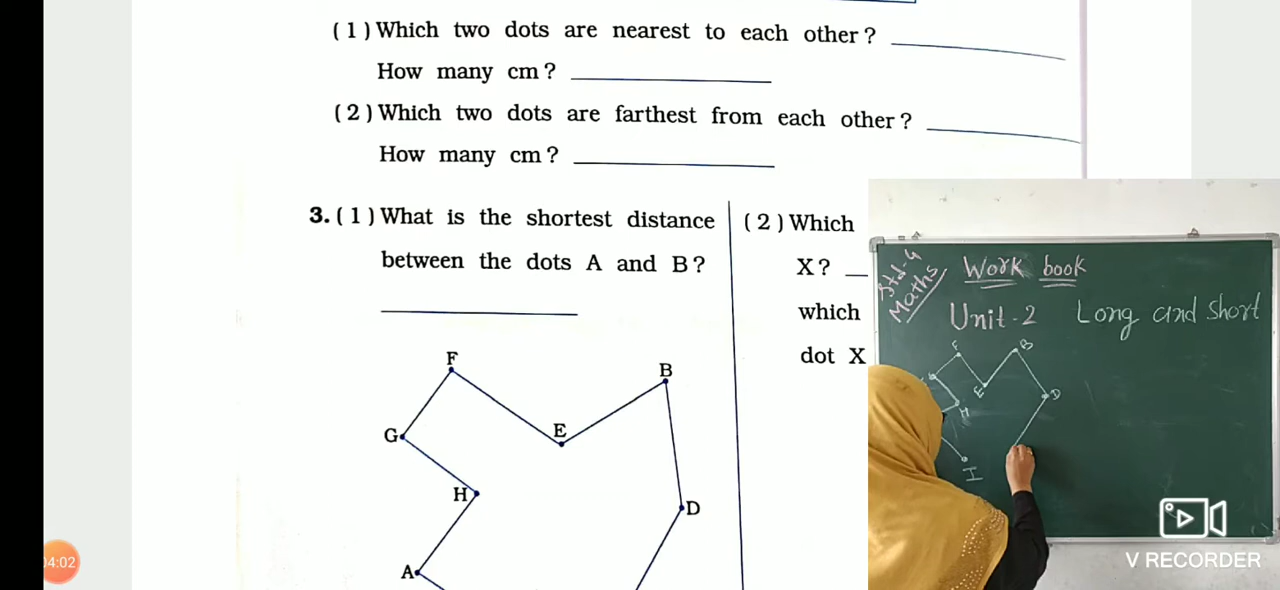 ( 1 ) Which two dots are nearest to each other ?
How many cm ?
( 2 ) Which two dots are farthest from each other ?
How many cm ?
3. ( 1 ) What is the shortest distance
between the dots A and B ?
( 2 ) Which
X ?
which
dot X
F
B
G
E
H
D
A
Std-4
Maths
Work book
Unit-2 Long and short
F
B
E
H
D
I
04:02
V RECORDER